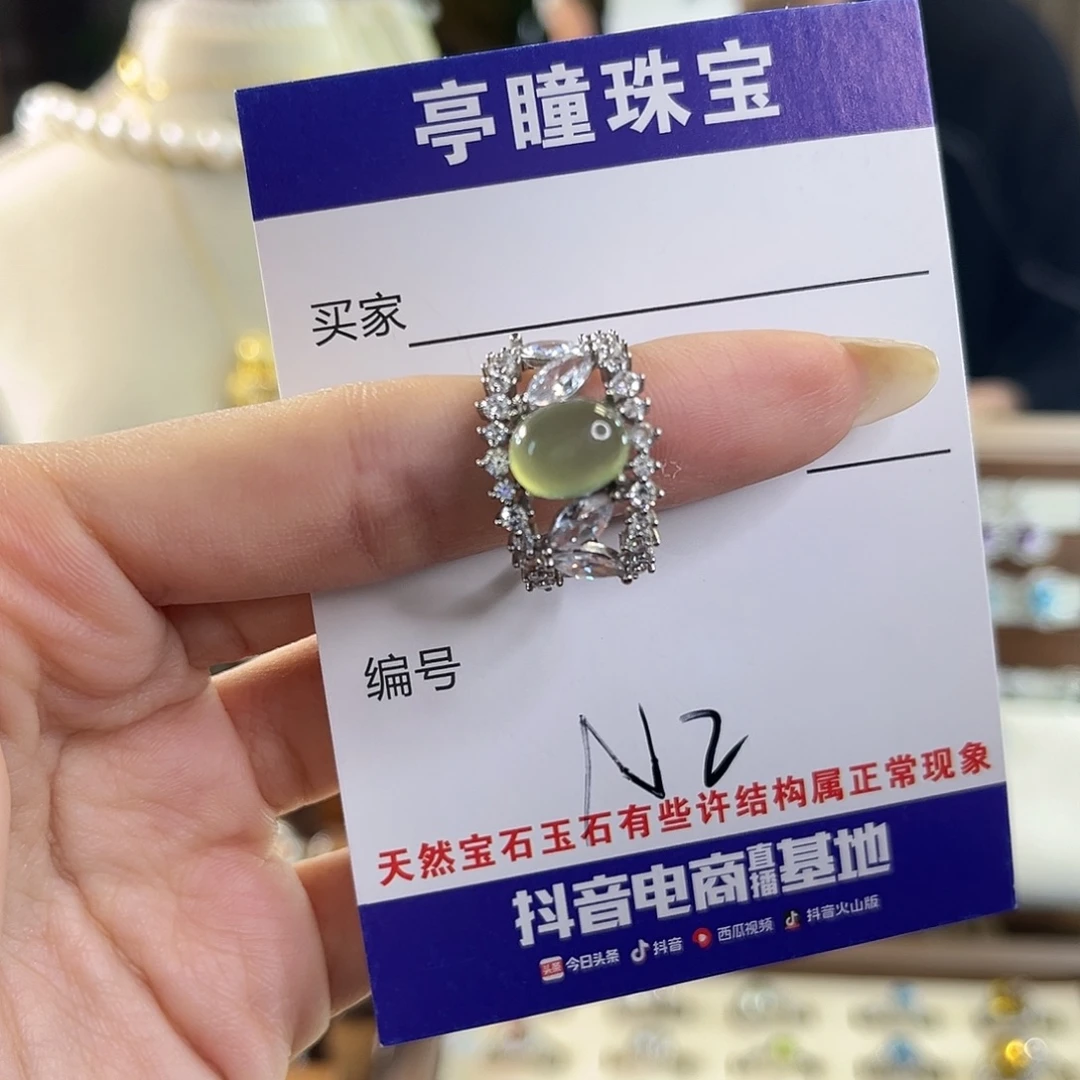 亭瞳珠宝
买家
编号
N2
天然宝石玉石有些许结构属正常现象
抖音电商直播基地
头条 今日头条 抖音 西瓜视频 抖音火山版